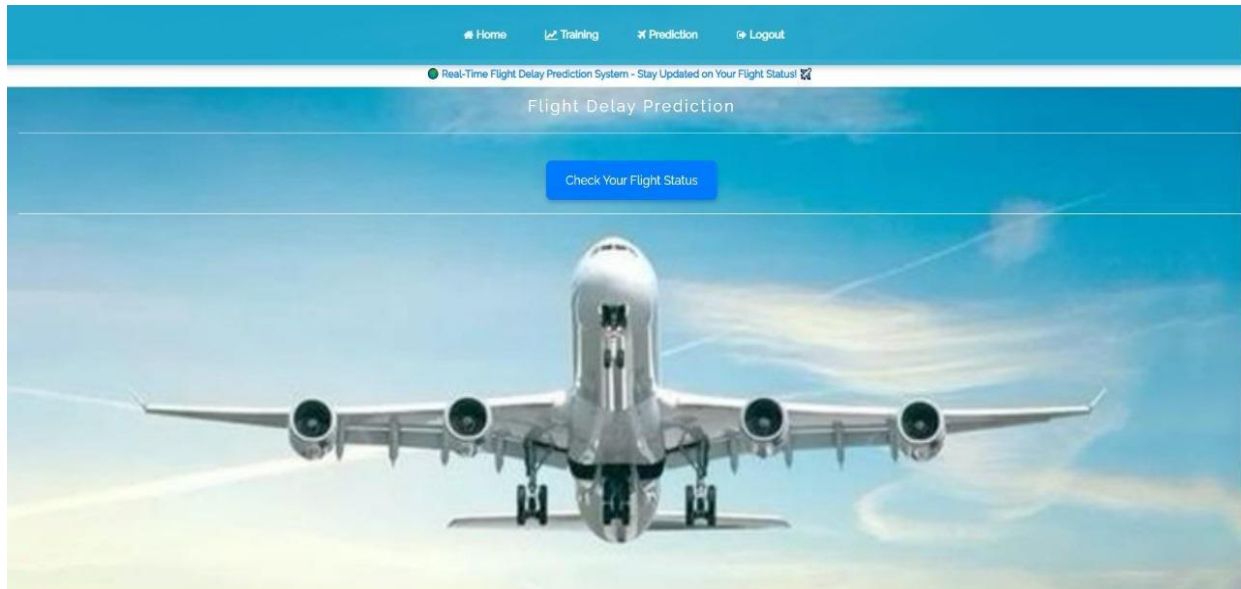 Home Training Prediction Logout
🌍 Real-Time Flight Delay Prediction System - Stay Updated on Your Flight Status! ✈️
Flight Delay Prediction
Check Your Flight Status